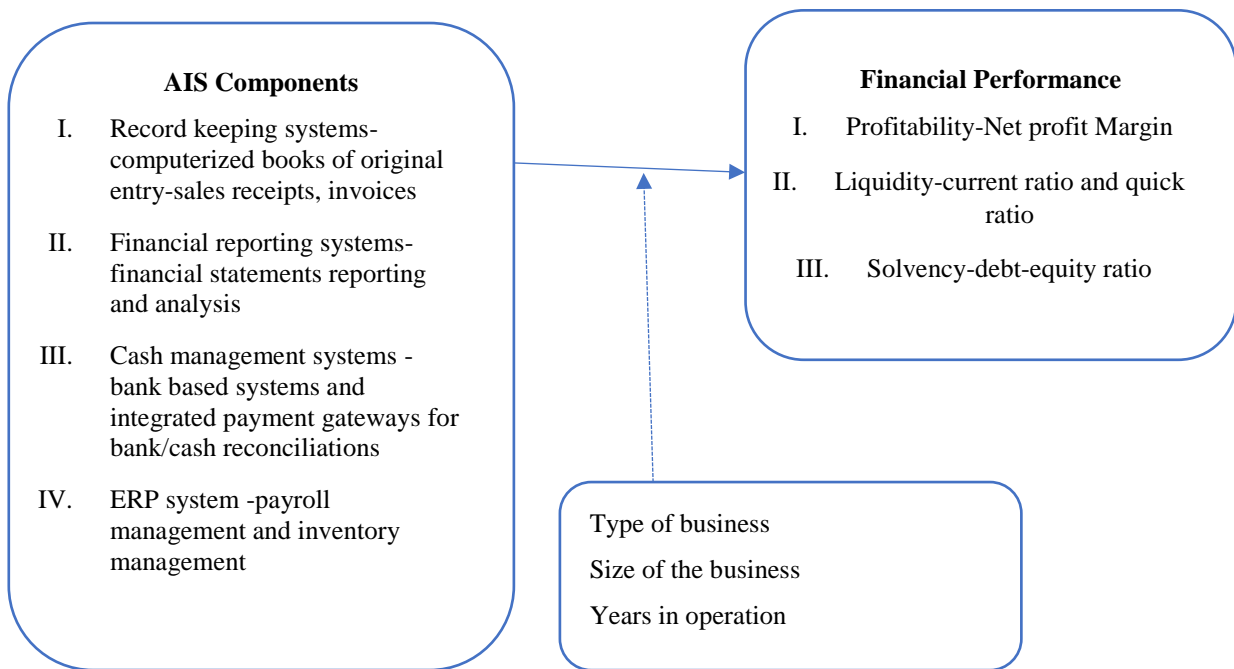 AIS Components
I. Record keeping systems-
computerized books of original
entry-sales receipts, invoices
II. Financial reporting systems-
financial statements reporting
and analysis
III. Cash management systems -
bank based systems and
integrated payment gateways for
bank/cash reconciliations
IV. ERP system -payroll
management and inventory
management
Financial Performance
I. Profitability-Net profit Margin
II. Liquidity-current ratio and quick
ratio
III. Solvency-debt-equity ratio
Type of business
Size of the business
Years in operation